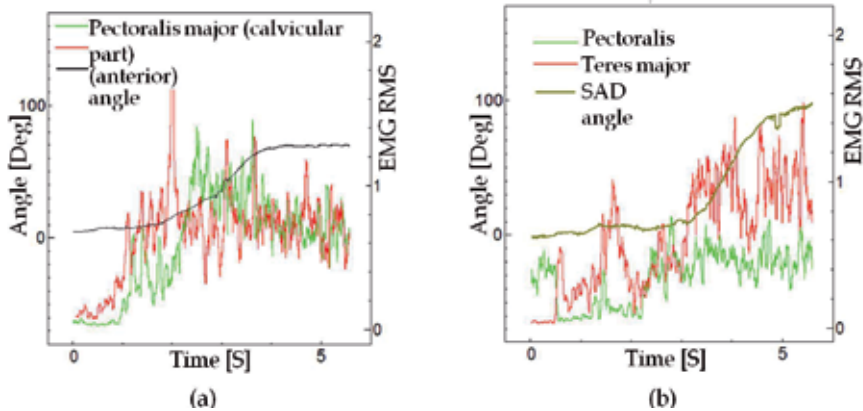 Pectoralis major (calvicular
part)
(anterior)
angle
2
1
0
EMG RMS
100
0
Angle [Deg]
0
5
Time [S]
(a)
Pectoralis
Teres major
SAD
angle
2
1
0
EMG RMS
100
0
Angle [Deg]
0
5
Time [S]
(b)